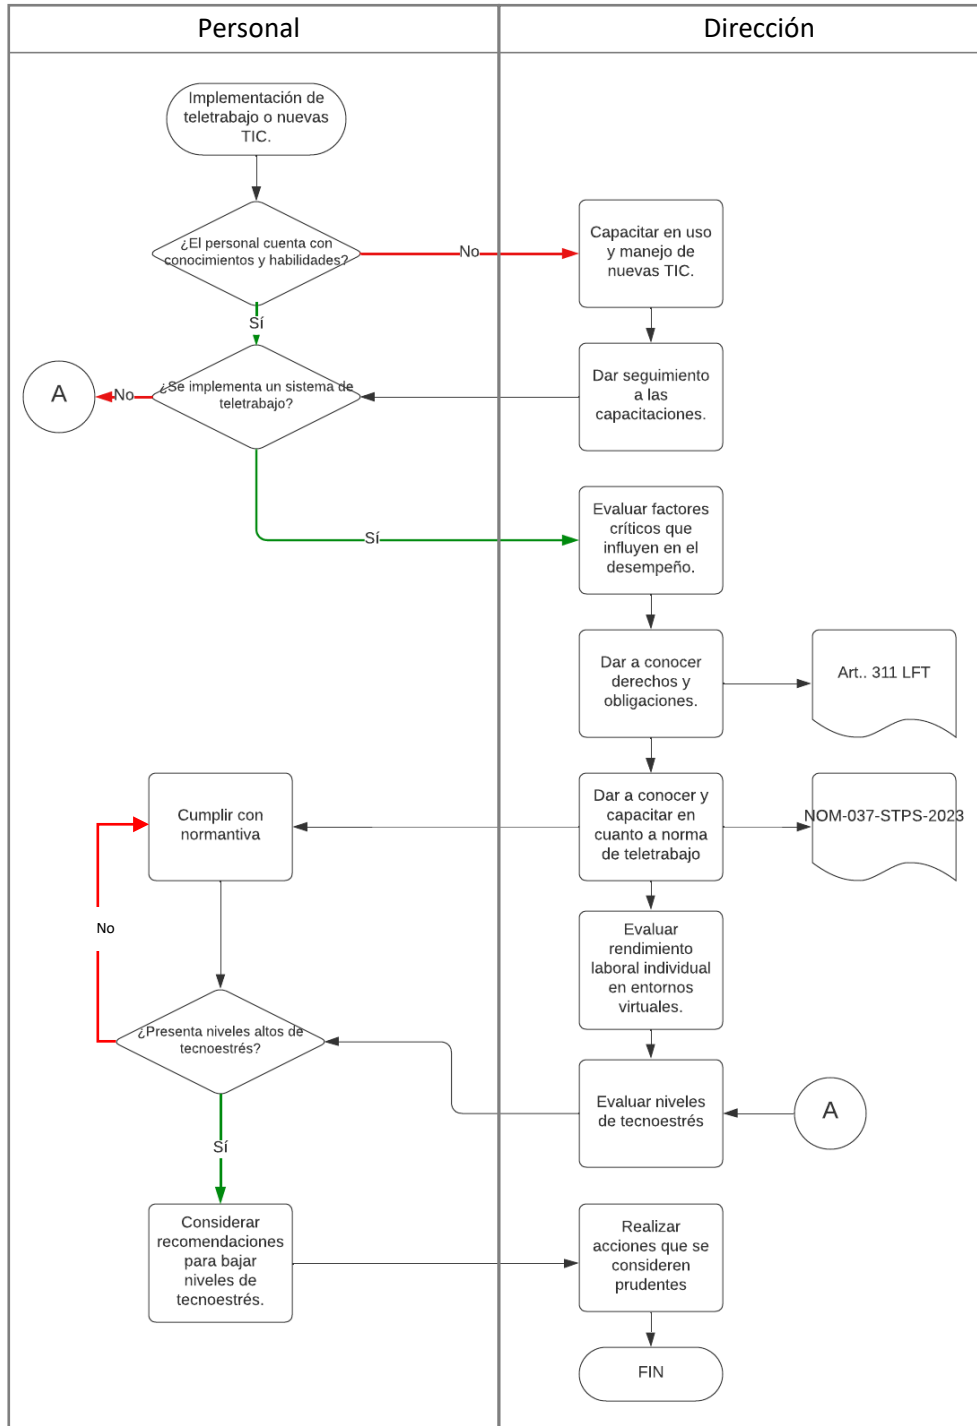 Personal
Dirección
Implementación de
teletrabajo o nuevas
TIC.
¿El personal cuenta con
conocimientos y habilidades?
No
Capacitar en uso
y manejo de
nuevas TIC.
Sí
A
No
¿Se implementa un sistema de
teletrabajo?
Dar seguimiento
a las
capacitaciones.
Sí
Evaluar factores
críticos que
influyen en el
desempeño.
Dar a conocer
derechos y
obligaciones.
Art.. 311 LFT
Cumplir con
normantiva
Dar a conocer y
capacitar en
cuanto a norma
de teletrabajo
NOM-037-STPS-2023
No
Evaluar
rendimiento
laboral individual
en entornos
virtuales.
¿Presenta niveles altos de
tecnoestrés?
Evaluar niveles
de tecnoestrés
A
Sí
Considerar
recomendaciones
para bajar
niveles de
tecnoestrés.
Realizar
acciones que se
consideren
prudentes
FIN